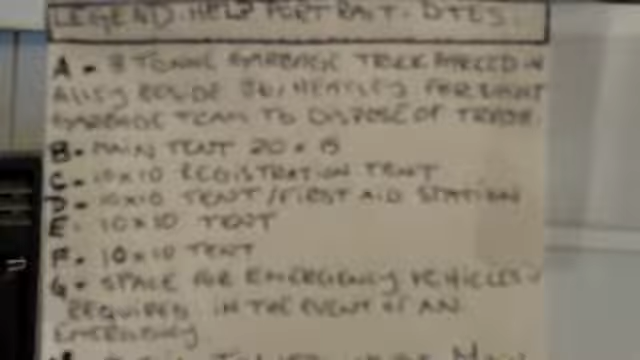 LEGEND: HELP PORTRAIT. DTES.
A - 3 TONNE GARBAGE TRUCK PARKED IN
ALLEY BESIDE FOR EVENT
GARBAGE TEAM TO DISPOSE OF TRASH.
B - MAIN TENT 20 x
C - 10x10 REGISTRATION TENT
D - 10x10 TENT / FIRST AID STATION
E - 10x10 TENT
F - 10x10 TENT
G - SPACE FOR EMERGENCY VEHICLES
REQUIRED IN THE EVENT OF AN
EMERGENCY